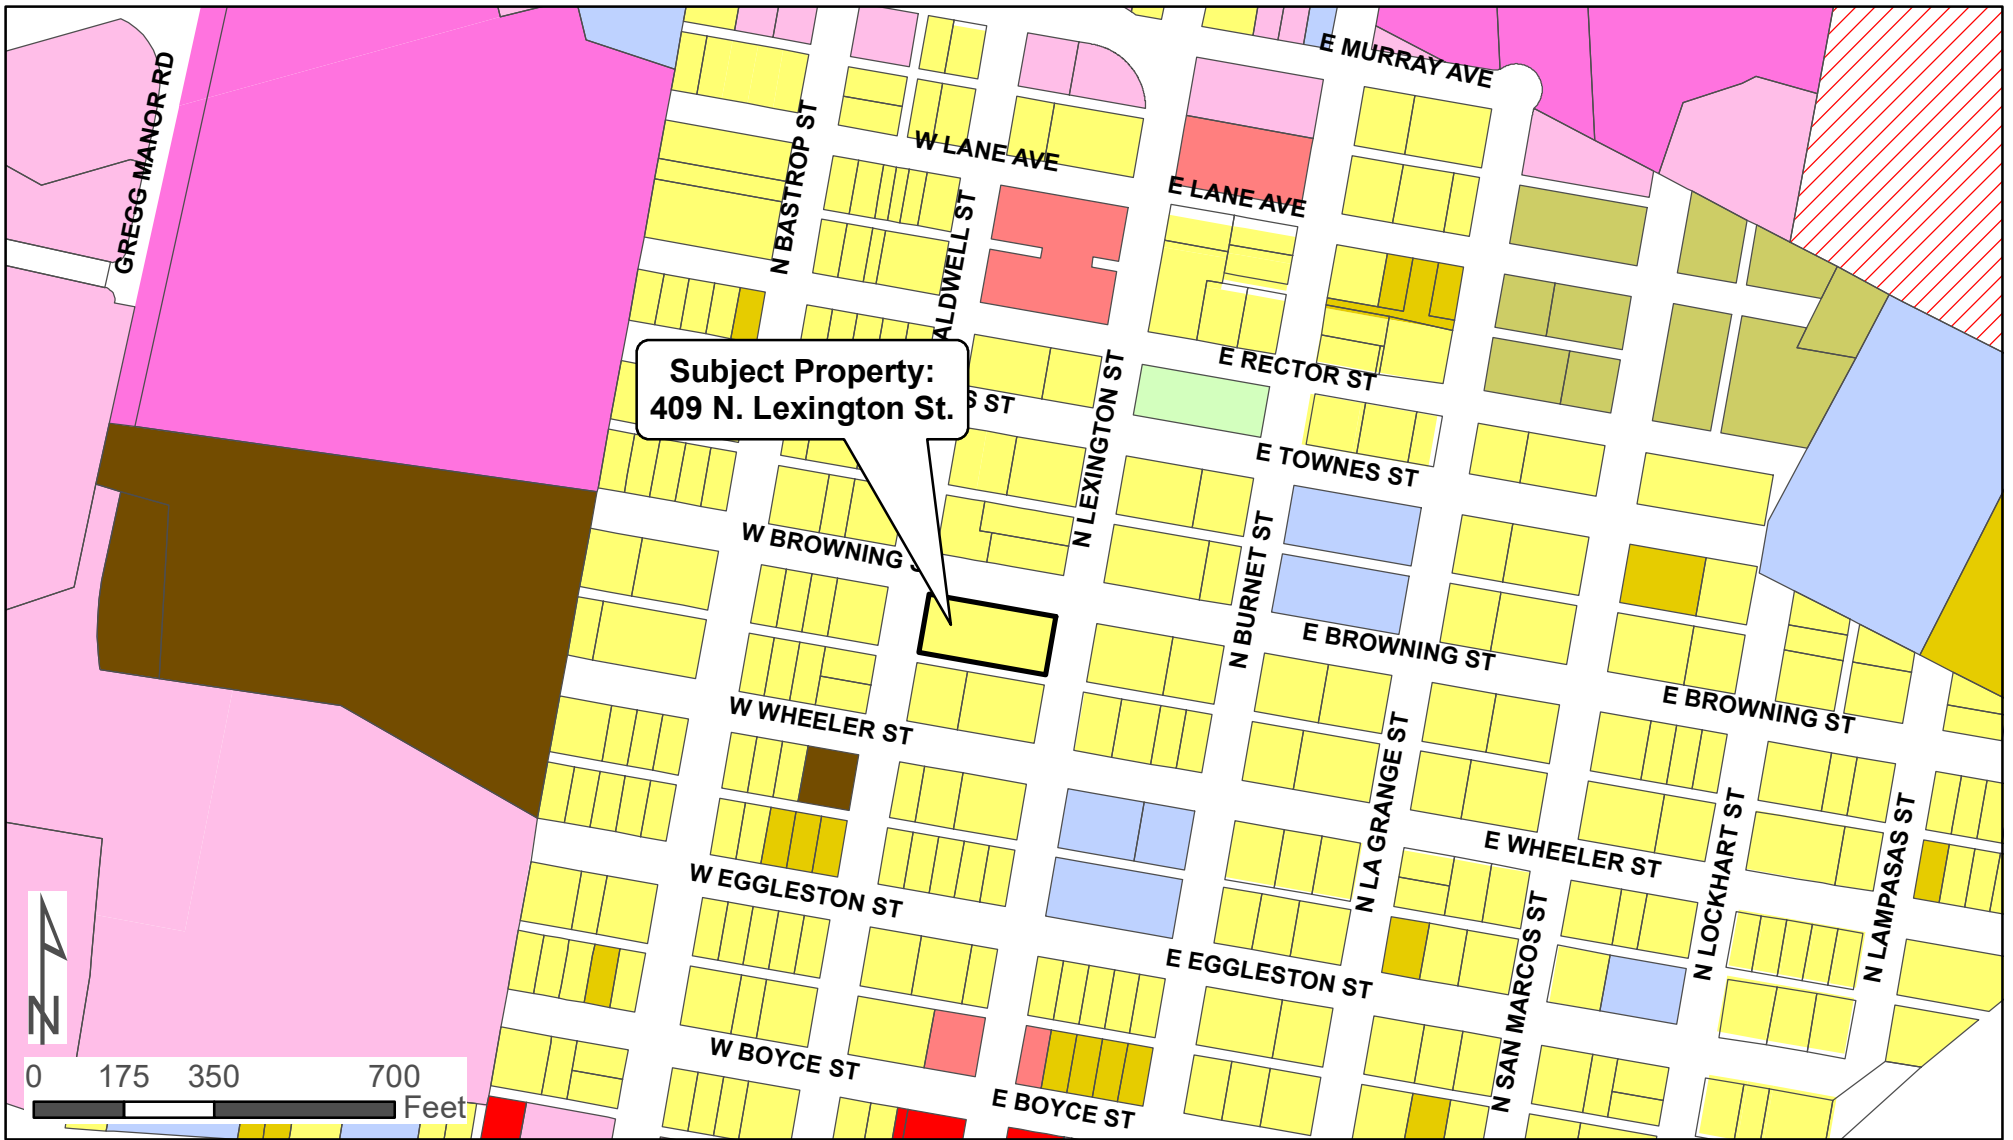 E MURRAY AVE
GREGG MANOR RD
N BASTROP ST
W LANE AVE
E LANE AVE
ALDWELL ST
Subject Property:
409 N. Lexington St.
S ST
E RECTOR ST
N LEXINGTON ST
E TOWNES ST
W BROWNING S
N BURNET ST
E BROWNING ST
E BROWNING ST
W WHEELER ST
N LA GRANGE ST
E WHEELER ST
N LOCKHART ST
N LAMPASAS ST
W EGGLESTON ST
N SAN MARCOS ST
E EGGLESTON ST
W BOYCE ST
E BOYCE ST
N
0 175 350 700
Feet